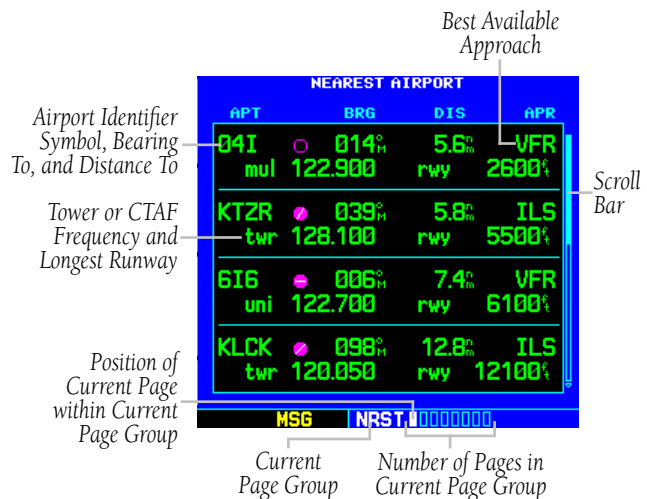 Best Available
Approach
NEAREST AIRPORT
APT BRG DIS APR
Airport Identifier
Symbol, Bearing
To, and Distance To
04I 014°M 5.6nm VFR
mul 122.900 rwy 2600ft
Scroll
Bar
Tower or CTAF
Frequency and
Longest Runway
KTZR 039°M 5.8nm ILS
twr 128.100 rwy 5500ft
6I6 006°M 7.4nm VFR
uni 122.700 rwy 6100ft
KLCK 098°M 12.8nm ILS
twr 120.050 rwy 12100ft
Position of
Current Page
within Current
Page Group
MSG NRST
Current
Page Group
Number of Pages in
Current Page Group